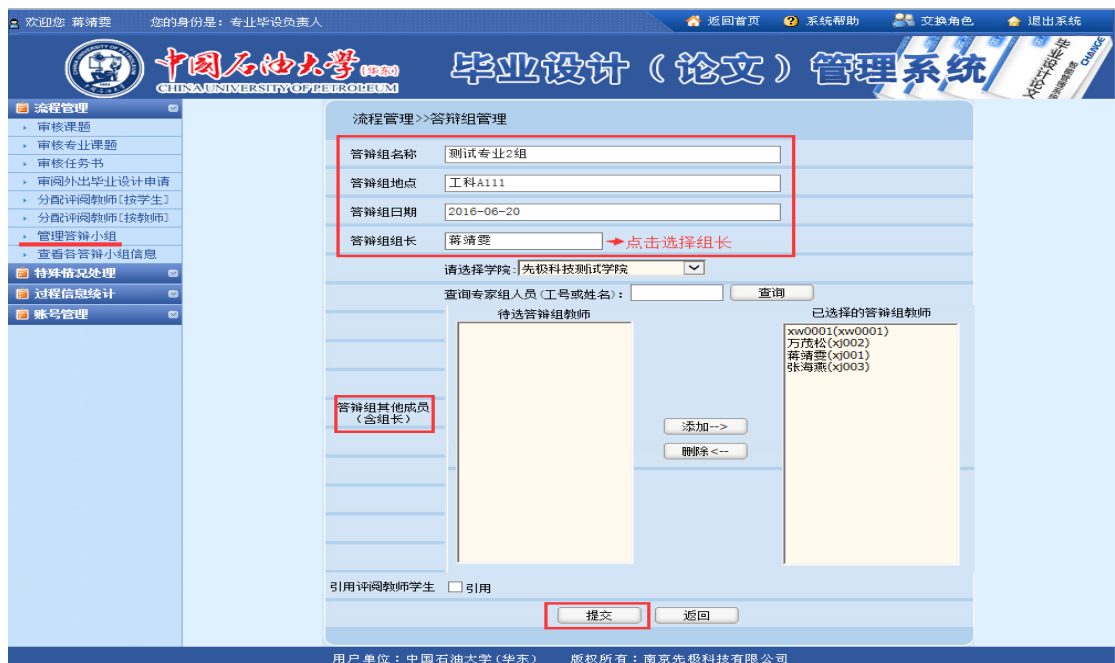 欢迎您 蒋靖雯 您的身份是：专业毕设负责人 返回首页 系统帮助 交换角色 退出系统
中国石油大学(华东) 毕业设计（论文）管理系统
CHINA UNIVERSITY OF PETROLEUM
流程管理
审核课题
审核专业课题
审核任务书
审阅外出毕业设计申请
分配评阅教师[按学生]
分配评阅教师[按教师]
管理答辩小组
查看各答辩小组信息
特殊情况处理
过程信息统计
账号管理
流程管理>>答辩组管理
答辩组名称 测试专业2组
答辩组地点 工科A111
答辩组日期 2016-06-20
答辩组组长 蒋靖雯 点击选择组长
请选择学院: 先极科技测试学院
查询专家组人员(工号或姓名)： 查询
待选答辩组教师 已选择的答辩组教师
xw0001(xw0001)
万茂松(xj002)
蒋靖雯(xj001)
张海燕(xj003)
答辩组其他成员
（含组长）
添加-->
删除<--
引用评阅教师学生 引用
提交 返回
用户单位：中国石油大学(华东) 版权所有：南京先极科技有限公司